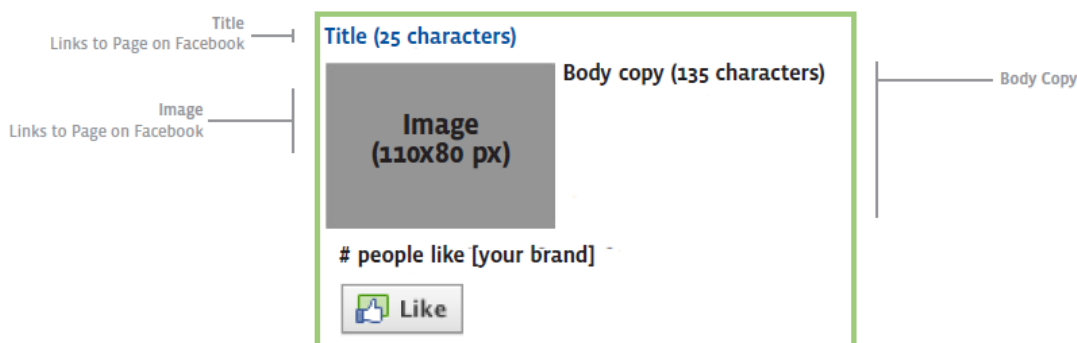 Title
Links to Page on Facebook
Title (25 characters)
Image
Links to Page on Facebook
Image
(110x80 px)
Body copy (135 characters)
Body Copy
# people like [your brand]
Like